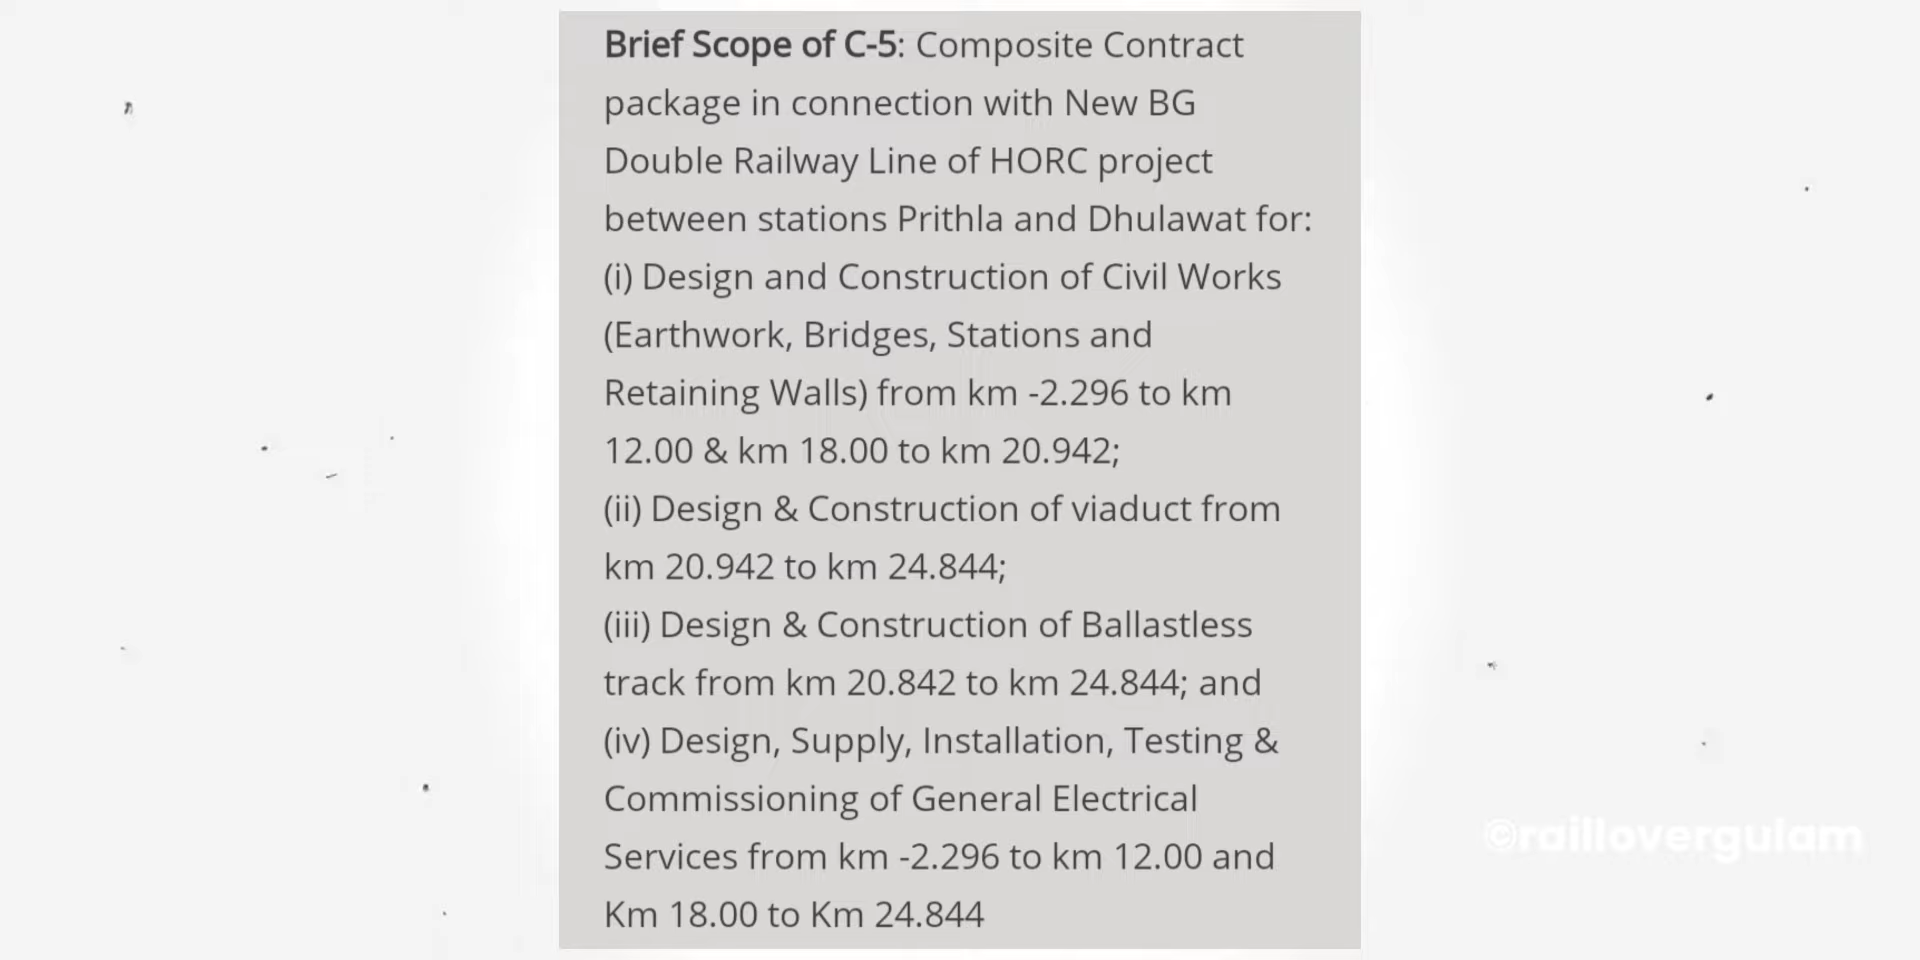 Brief Scope of C-5: Composite Contract
package in connection with New BG
Double Railway Line of HORC project
between stations Prithla and Dhulawat for:
(i) Design and Construction of Civil Works
(Earthwork, Bridges, Stations and
Retaining Walls) from km -2.296 to km
12.00 & km 18.00 to km 20.942;
(ii) Design & Construction of viaduct from
km 20.942 to km 24.844;
(iii) Design & Construction of Ballastless
track from km 20.842 to km 24.844; and
(iv) Design, Supply, Installation, Testing &
Commissioning of General Electrical
Services from km -2.296 to km 12.00 and
Km 18.00 to Km 24.844
©raillovergulam